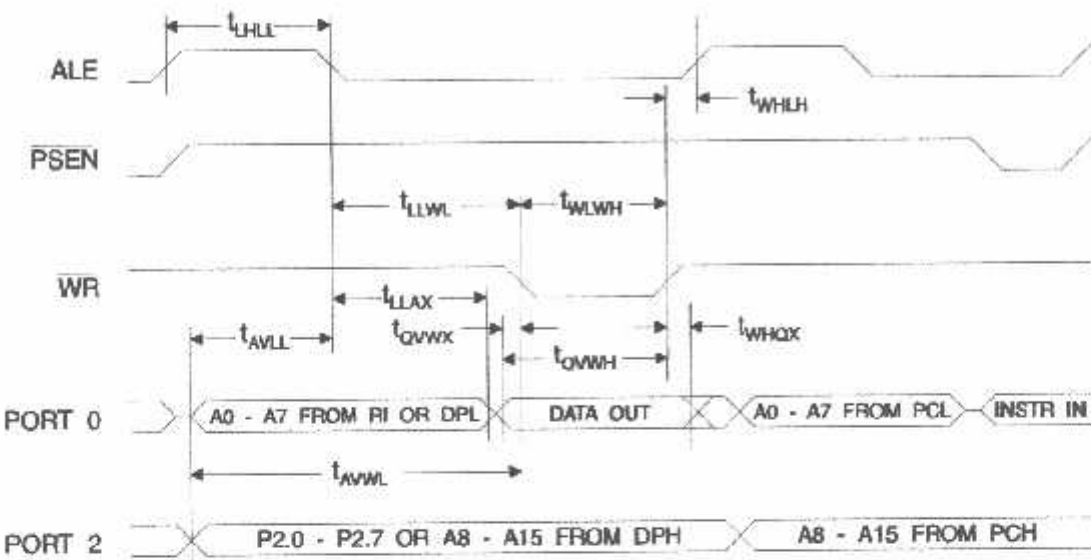 tLHLL
ALE
tWHLH
PSEN
tLLWL
tWLWH
WR
tLLAX
tAVLL
tQVWX
tWHQX
tQVWH
PORT 0
A0 - A7 FROM RI OR DPL
DATA OUT
A0 - A7 FROM PCL
INSTR IN
tAVWL
PORT 2
P2.0 - P2.7 OR A8 - A15 FROM DPH
A8 - A15 FROM PCH